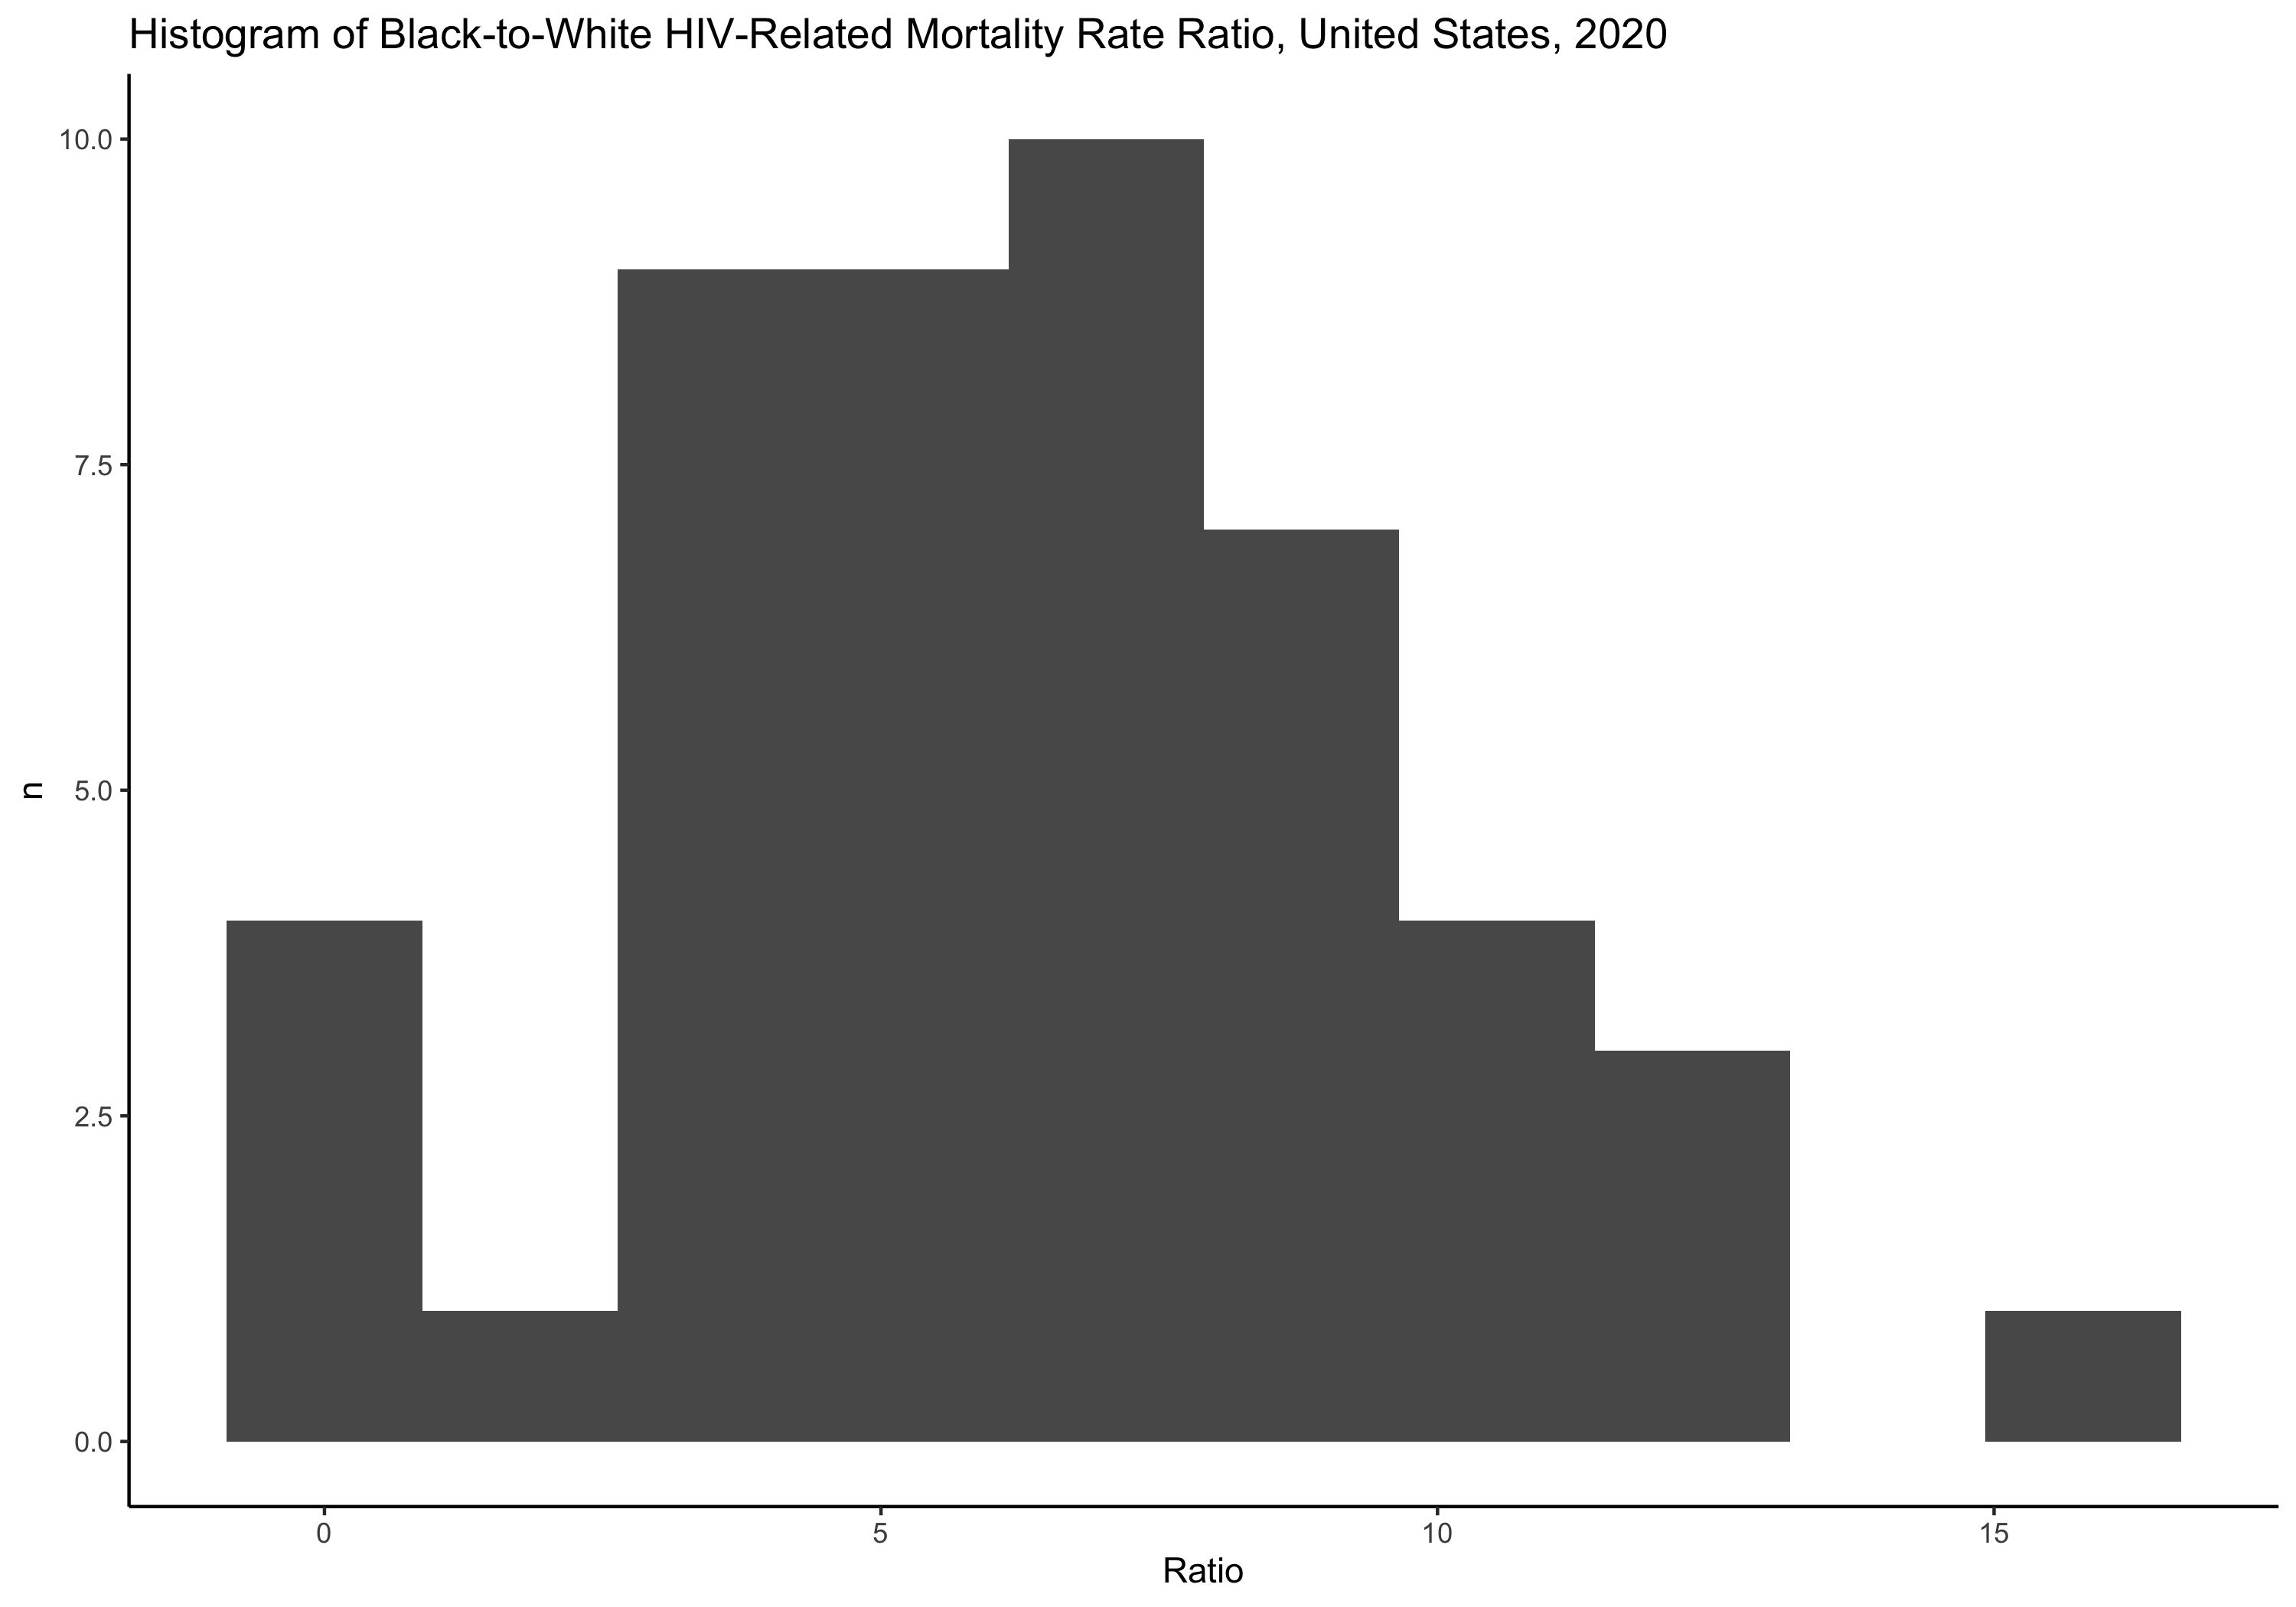 Histogram of Black-to-White HIV-Related Mortality Rate Ratio, United States, 2020
10.0
7.5
5.0
2.5
0.0
n
0 5 10 15
Ratio